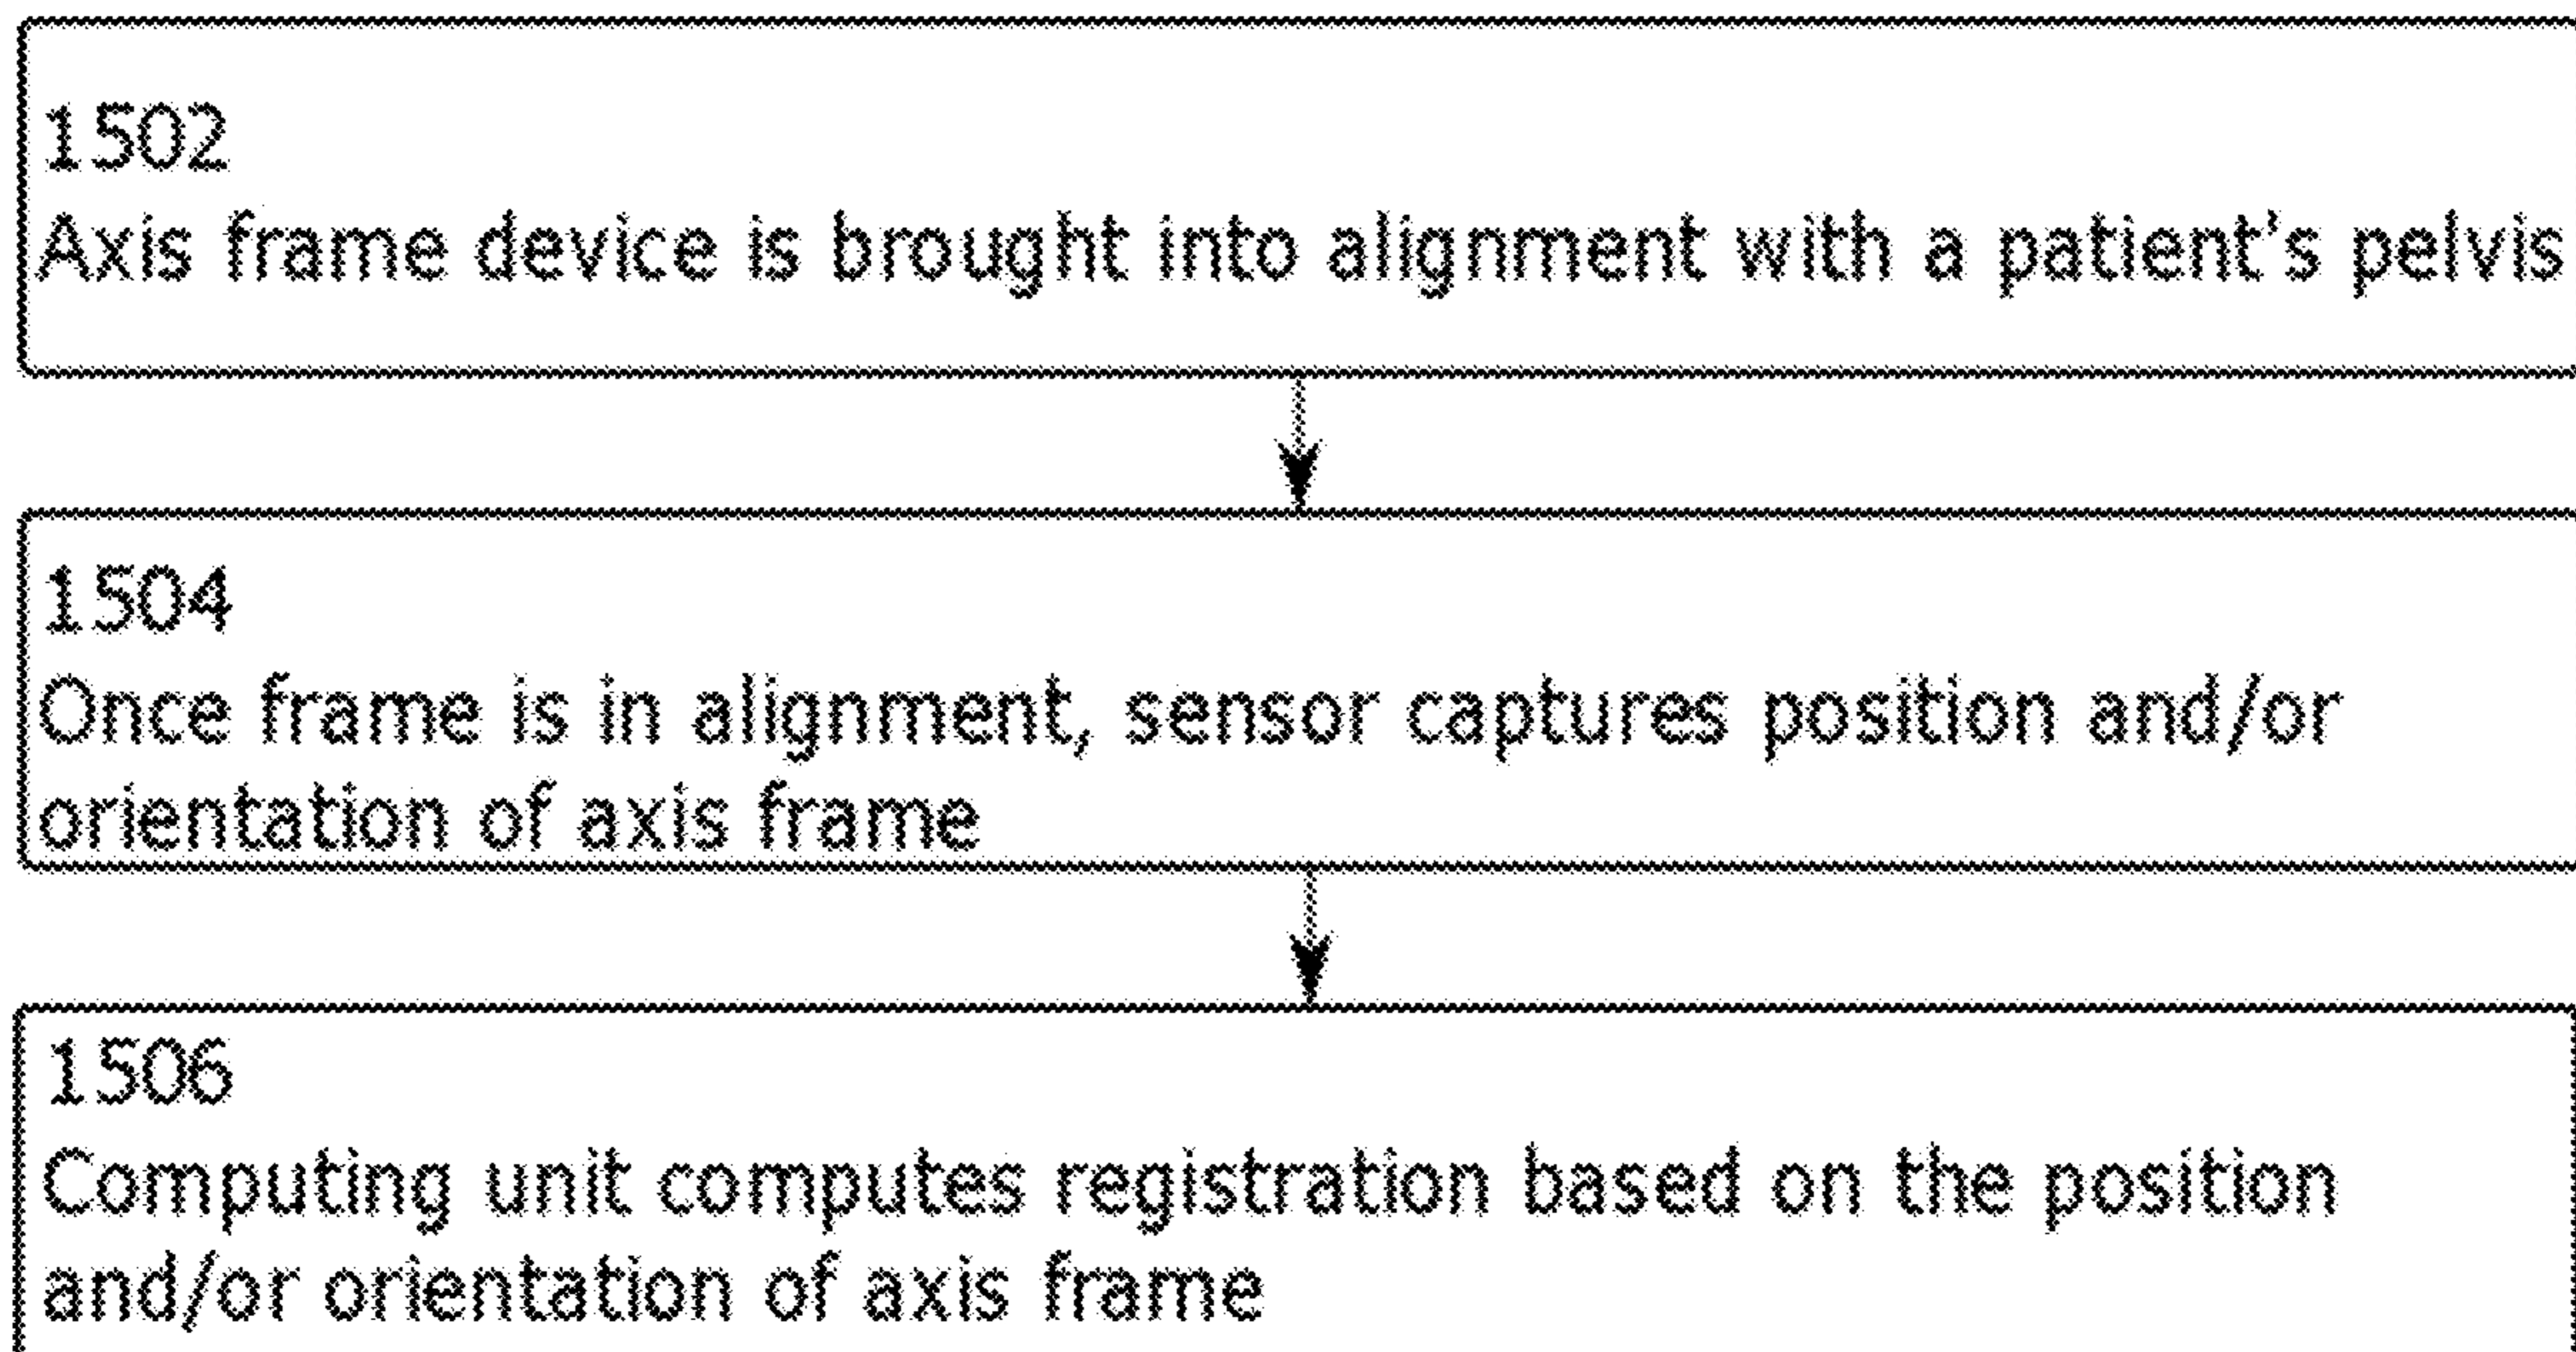 1502
Axis frame device is brought into alignment with a patient's pelvis
1504
Once frame is in alignment, sensor captures position and/or
orientation of axis frame
1506
Computing unit computes registration based on the position
and/or orientation of axis frame